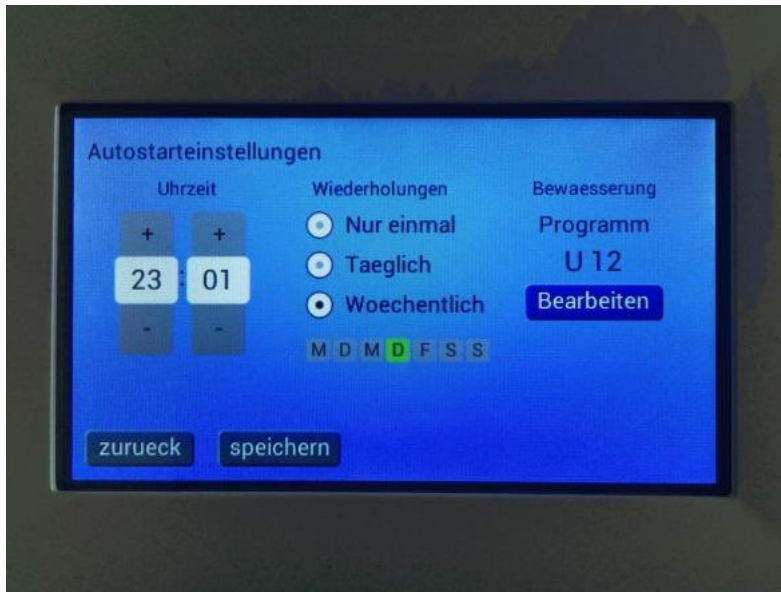 Autostarteinstellungen
Uhrzeit
+ +
23 : 01
- -
Wiederholungen
Nur einmal
Taeglich
Woechentlich
M D M D F S S
Bewaesserung
Programm
U 12
Bearbeiten
zurueck speichern